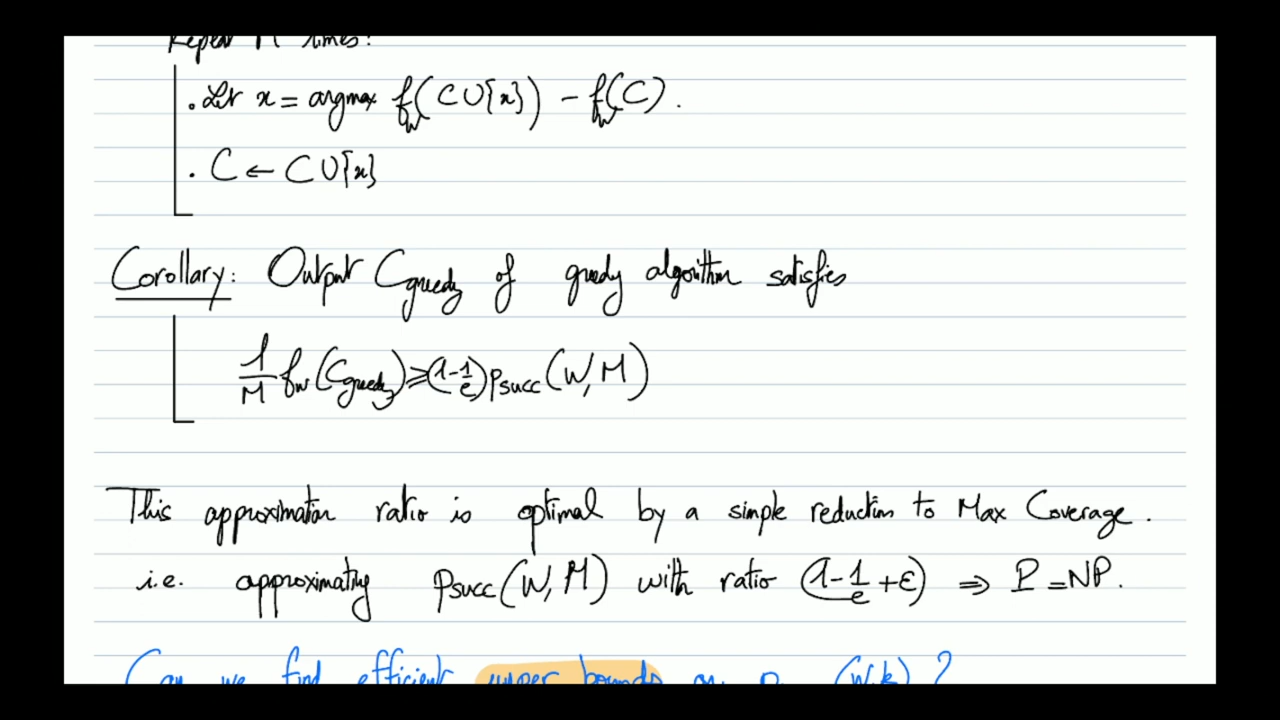 Repeat M times:
. Let x = argmax f_W(C∪{x}) - f_W(C).
. C ← C∪{x}
Corollary: Output C_greedy of greedy algorithm satisfies
1/M f_W(C_greedy) ⩾ (1-1/e) Psucc(W,M)
This approximation ratio is optimal by a simple reduction to Max Coverage.
i.e. approximating Psucc(W,M) with ratio (1-1/e+ε) ⇒ P=NP.
Can we find efficient upper bounds on (W,k)?